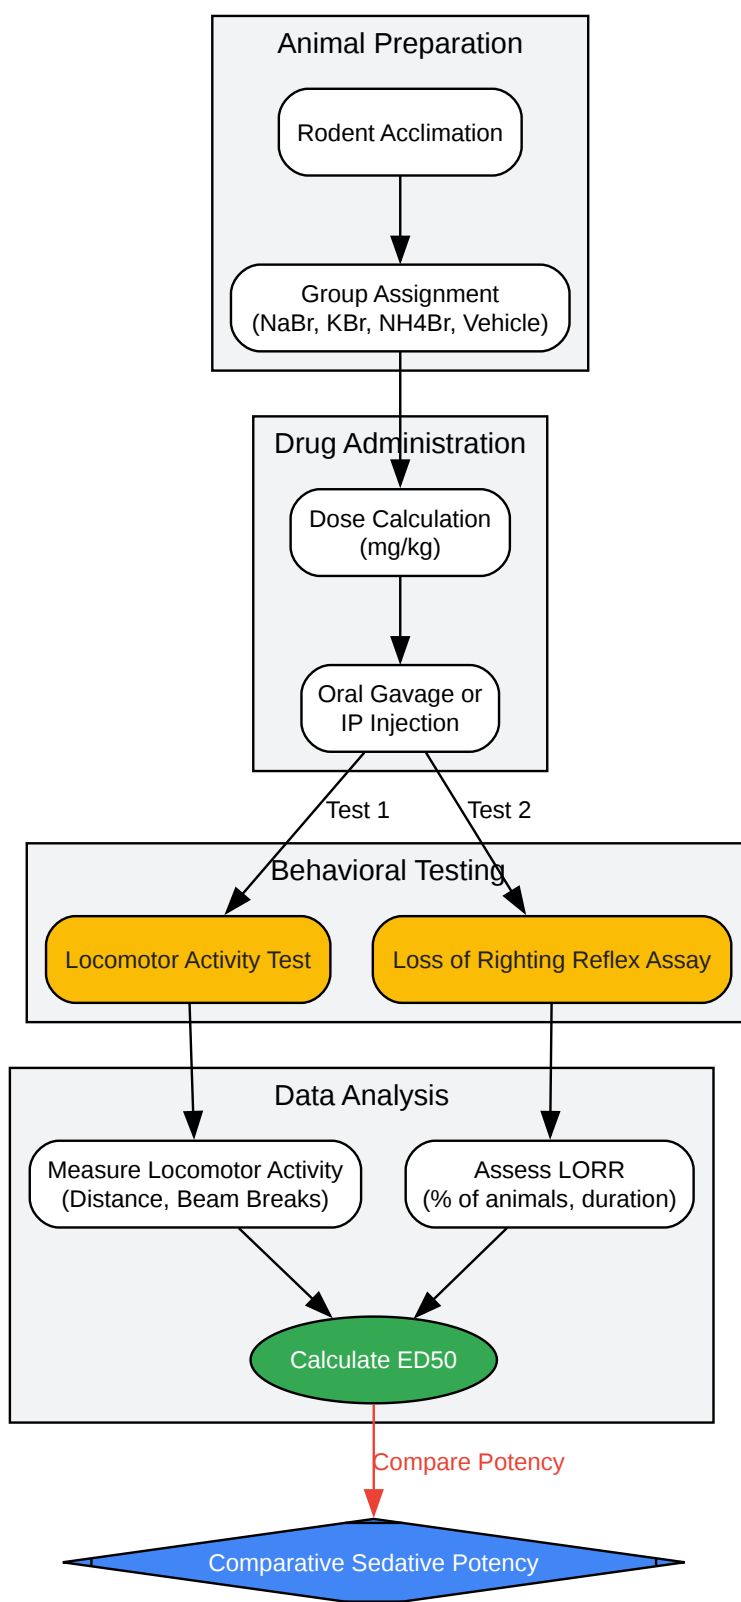 Animal Preparation
Rodent Acclimation
Group Assignment
(NaBr, KBr, NH4Br, Vehicle)
Drug Administration
Dose Calculation
(mg/kg)
Oral Gavage or
IP Injection
Test 1
Test 2
Behavioral Testing
Locomotor Activity Test
Loss of Righting Reflex Assay
Data Analysis
Measure Locomotor Activity
(Distance, Beam Breaks)
Assess LORR
(% of animals, duration)
Calculate ED50
Compare Potency
Comparative Sedative Potency